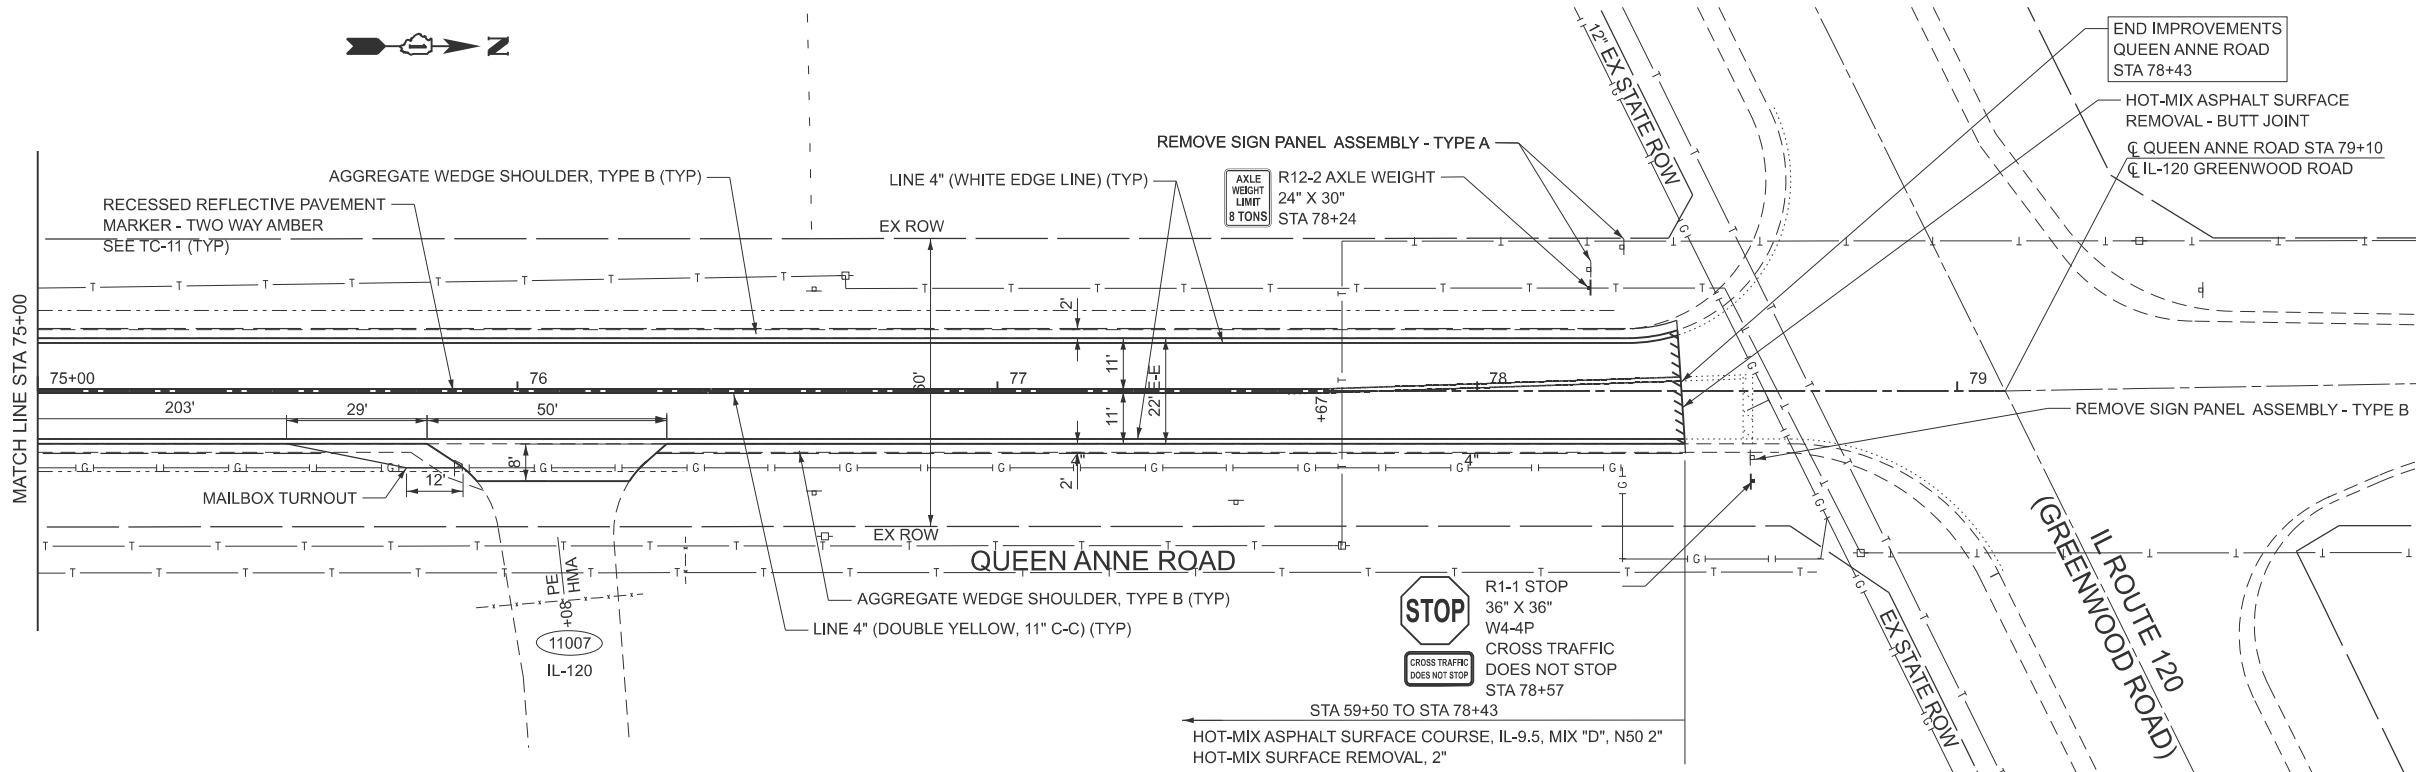 N
MATCH LINE STA 75+00
RECESSED REFLECTIVE PAVEMENT
MARKER - TWO WAY AMBER
SEE TC-11 (TYP)
AGGREGATE WEDGE SHOULDER, TYPE B (TYP)
LINE 4" (WHITE EDGE LINE) (TYP)
EX ROW
REMOVE SIGN PANEL ASSEMBLY - TYPE A
AXLE
WEIGHT
LIMIT
8 TONS
R12-2 AXLE WEIGHT
24" X 30"
STA 78+24
12" EX STATE ROW
END IMPROVEMENTS
QUEEN ANNE ROAD
STA 78+43
HOT-MIX ASPHALT SURFACE
REMOVAL - BUTT JOINT
℄ QUEEN ANNE ROAD STA 79+10
℄ IL-120 GREENWOOD ROAD
75+00
76
77
78
79
60'
2'
11'
11'
22' E-E
+67
203'
29'
50'
8'
12'
4"
4"
2'
MAILBOX TURNOUT
REMOVE SIGN PANEL ASSEMBLY - TYPE B
EX ROW
QUEEN ANNE ROAD
+08 PE
HMA
11007
IL-120
AGGREGATE WEDGE SHOULDER, TYPE B (TYP)
LINE 4" (DOUBLE YELLOW, 11" C-C) (TYP)
STOP
CROSS TRAFFIC
DOES NOT STOP
R1-1 STOP
36" X 36"
W4-4P
CROSS TRAFFIC
DOES NOT STOP
STA 78+57
STA 59+50 TO STA 78+43
HOT-MIX ASPHALT SURFACE COURSE, IL-9.5, MIX "D", N50 2"
HOT-MIX SURFACE REMOVAL, 2"
EX STATE ROW
IL ROUTE 120
(GREENWOOD ROAD)